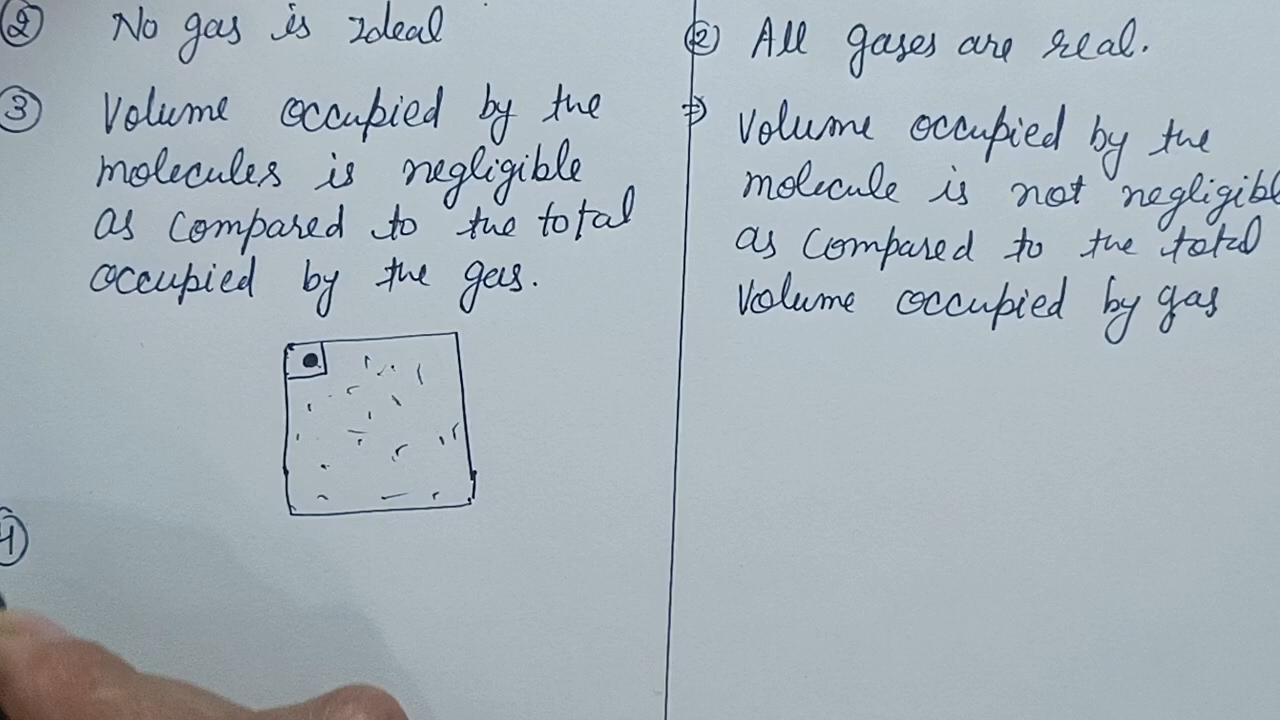 ② No gas is Ideal
③ Volume occupied by the
molecules is negligible
as compared to the total
occupied by the gas.
④
② All gases are real.
Volume occupied by the
molecule is not negligibl
as compared to the total
Volume occupied by gas